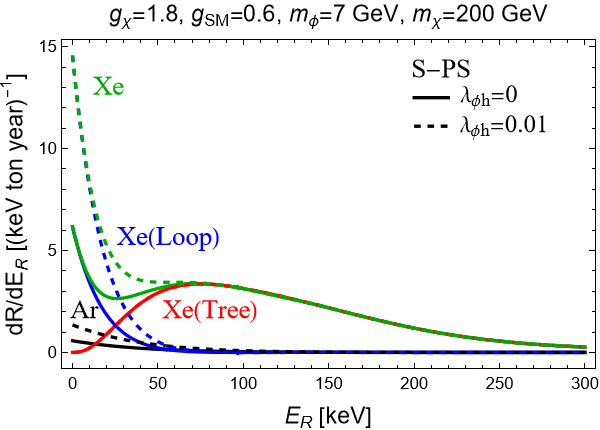 gχ=1.8, gSM=0.6, mϕ=7 GeV, mχ=200 GeV
15
10
5
0
dR/dER [(keV ton year)⁻¹]
Xe
S−PS
λϕh=0
λϕh=0.01
Xe(Loop)
Ar
Xe(Tree)
0 50 100 150 200 250 300
ER [keV]